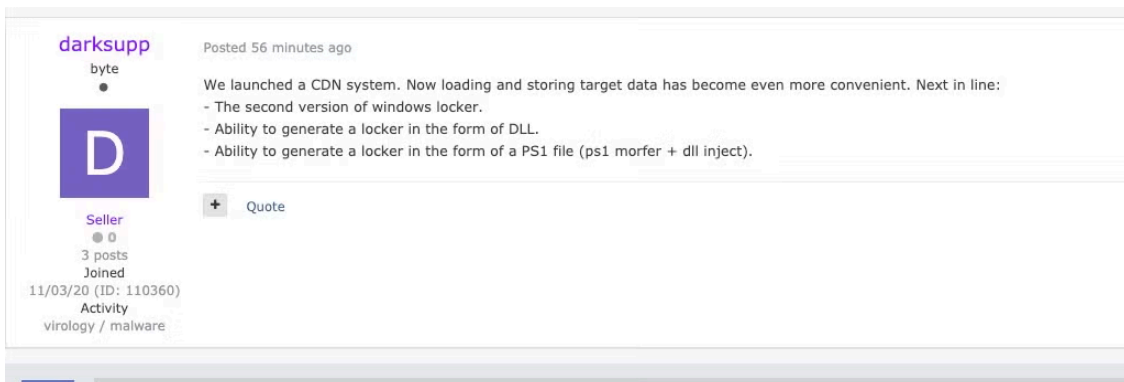 darksupp
byte
D
Seller
0
3 posts
Joined
11/03/20 (ID: 110360)
Activity
virology / malware
Posted 56 minutes ago
We launched a CDN system. Now loading and storing target data has become even more convenient. Next in line:
- The second version of windows locker.
- Ability to generate a locker in the form of DLL.
- Ability to generate a locker in the form of a PS1 file (ps1 morfer + dll inject).
+ Quote